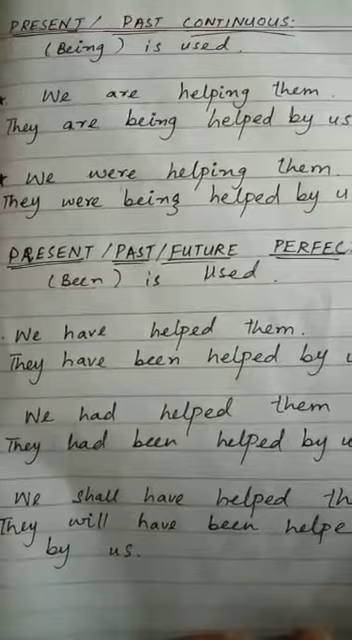 PRESENT / PAST CONTINUOUS.
(Being) is used.
* We are helping them.
They are being helped by us
* We were helping them.
They were being helped by u
PRESENT / PAST / FUTURE PERFEC
(Been) is Used.
. We have helped them.
They have been helped by u
We had helped them
They had been helped by u
We shall have helped th
They will have been helpe
by us.